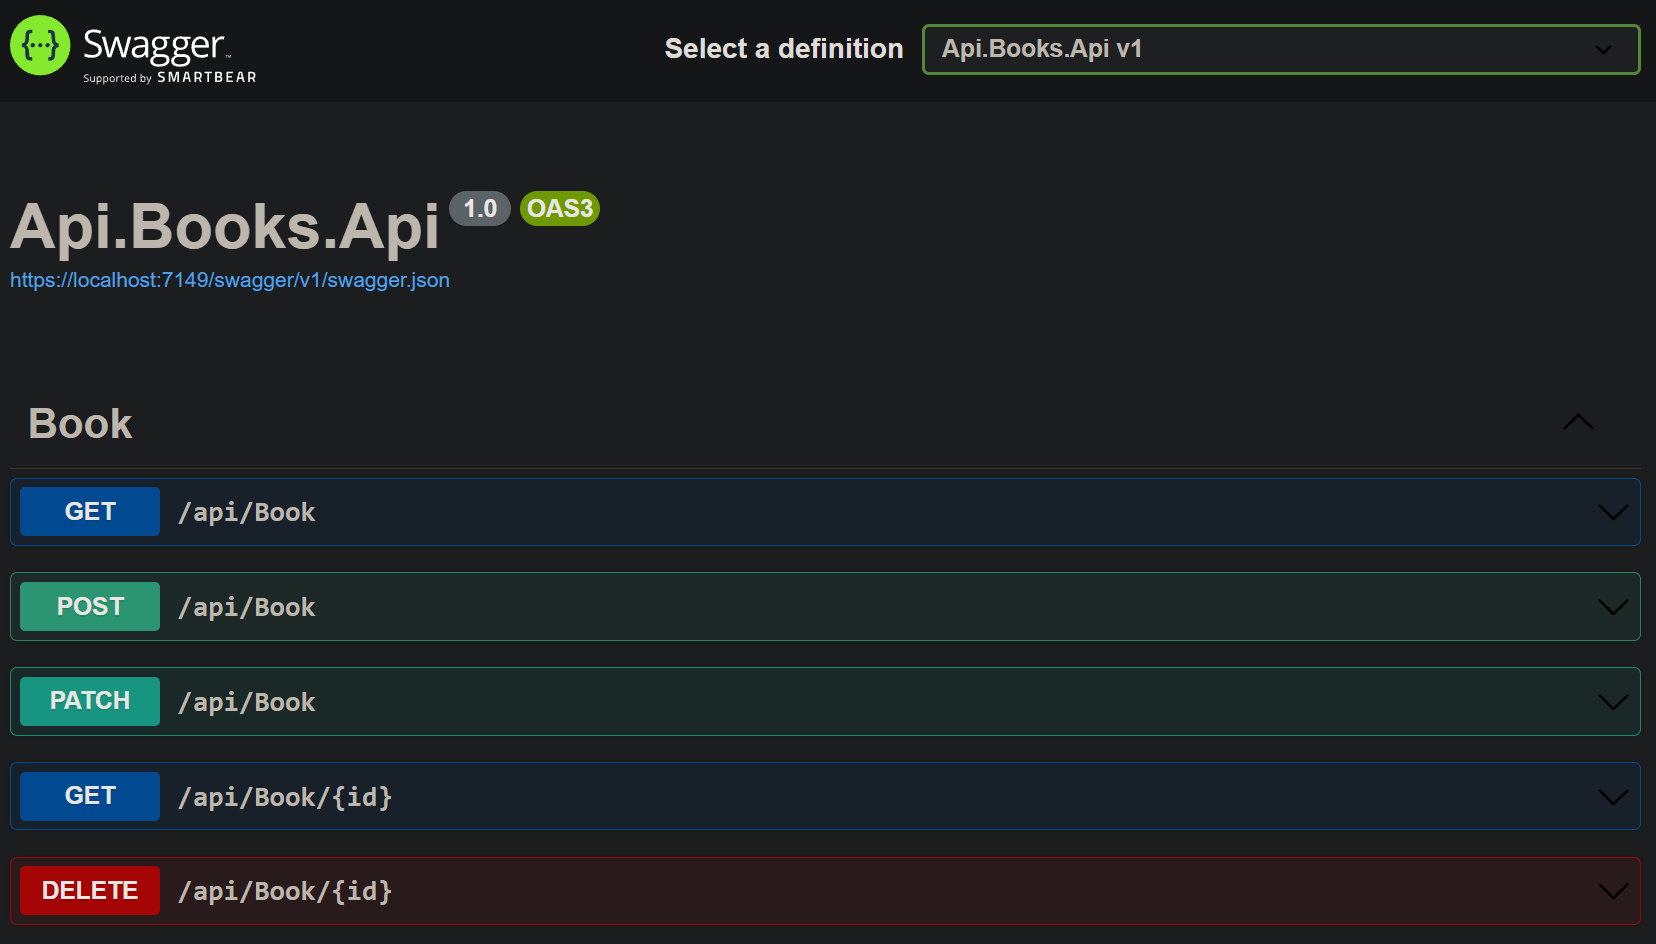 {...} Swagger™
Supported by SMARTBEAR
Select a definition
Api.Books.Api v1
Api.Books.Api 1.0 OAS3
https://localhost:7149/swagger/v1/swagger.json
Book
GET /api/Book
POST /api/Book
PATCH /api/Book
GET /api/Book/{id}
DELETE /api/Book/{id}